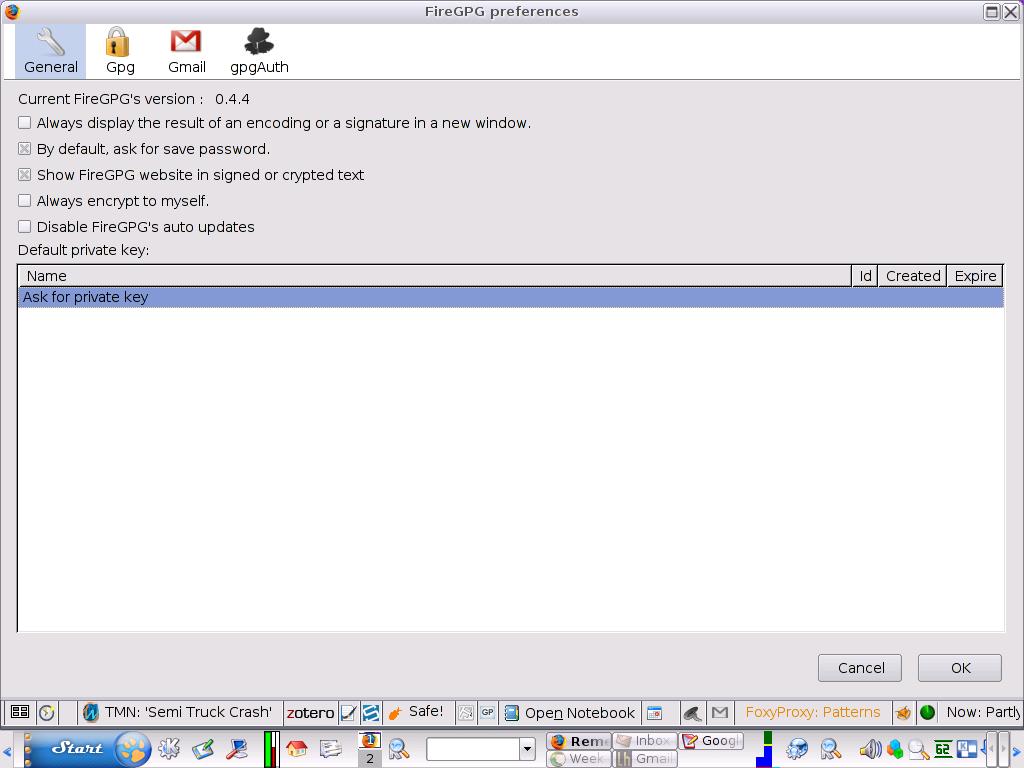 FireGPG preferences
General Gpg Gmail gpgAuth
Current FireGPG's version : 0.4.4
Always display the result of an encoding or a signature in a new window.
By default, ask for save password.
Show FireGPG website in signed or crypted text
Always encrypt to myself.
Disable FireGPG's auto updates
Default private key:
Name Id Created Expire
Ask for private key
Cancel OK
TMN: 'Semi Truck Crash' zotero Safe! GP Open Notebook FoxyProxy: Patterns Now: Partly
Start 2 Rem Inbox Googl 62
Week Gmail